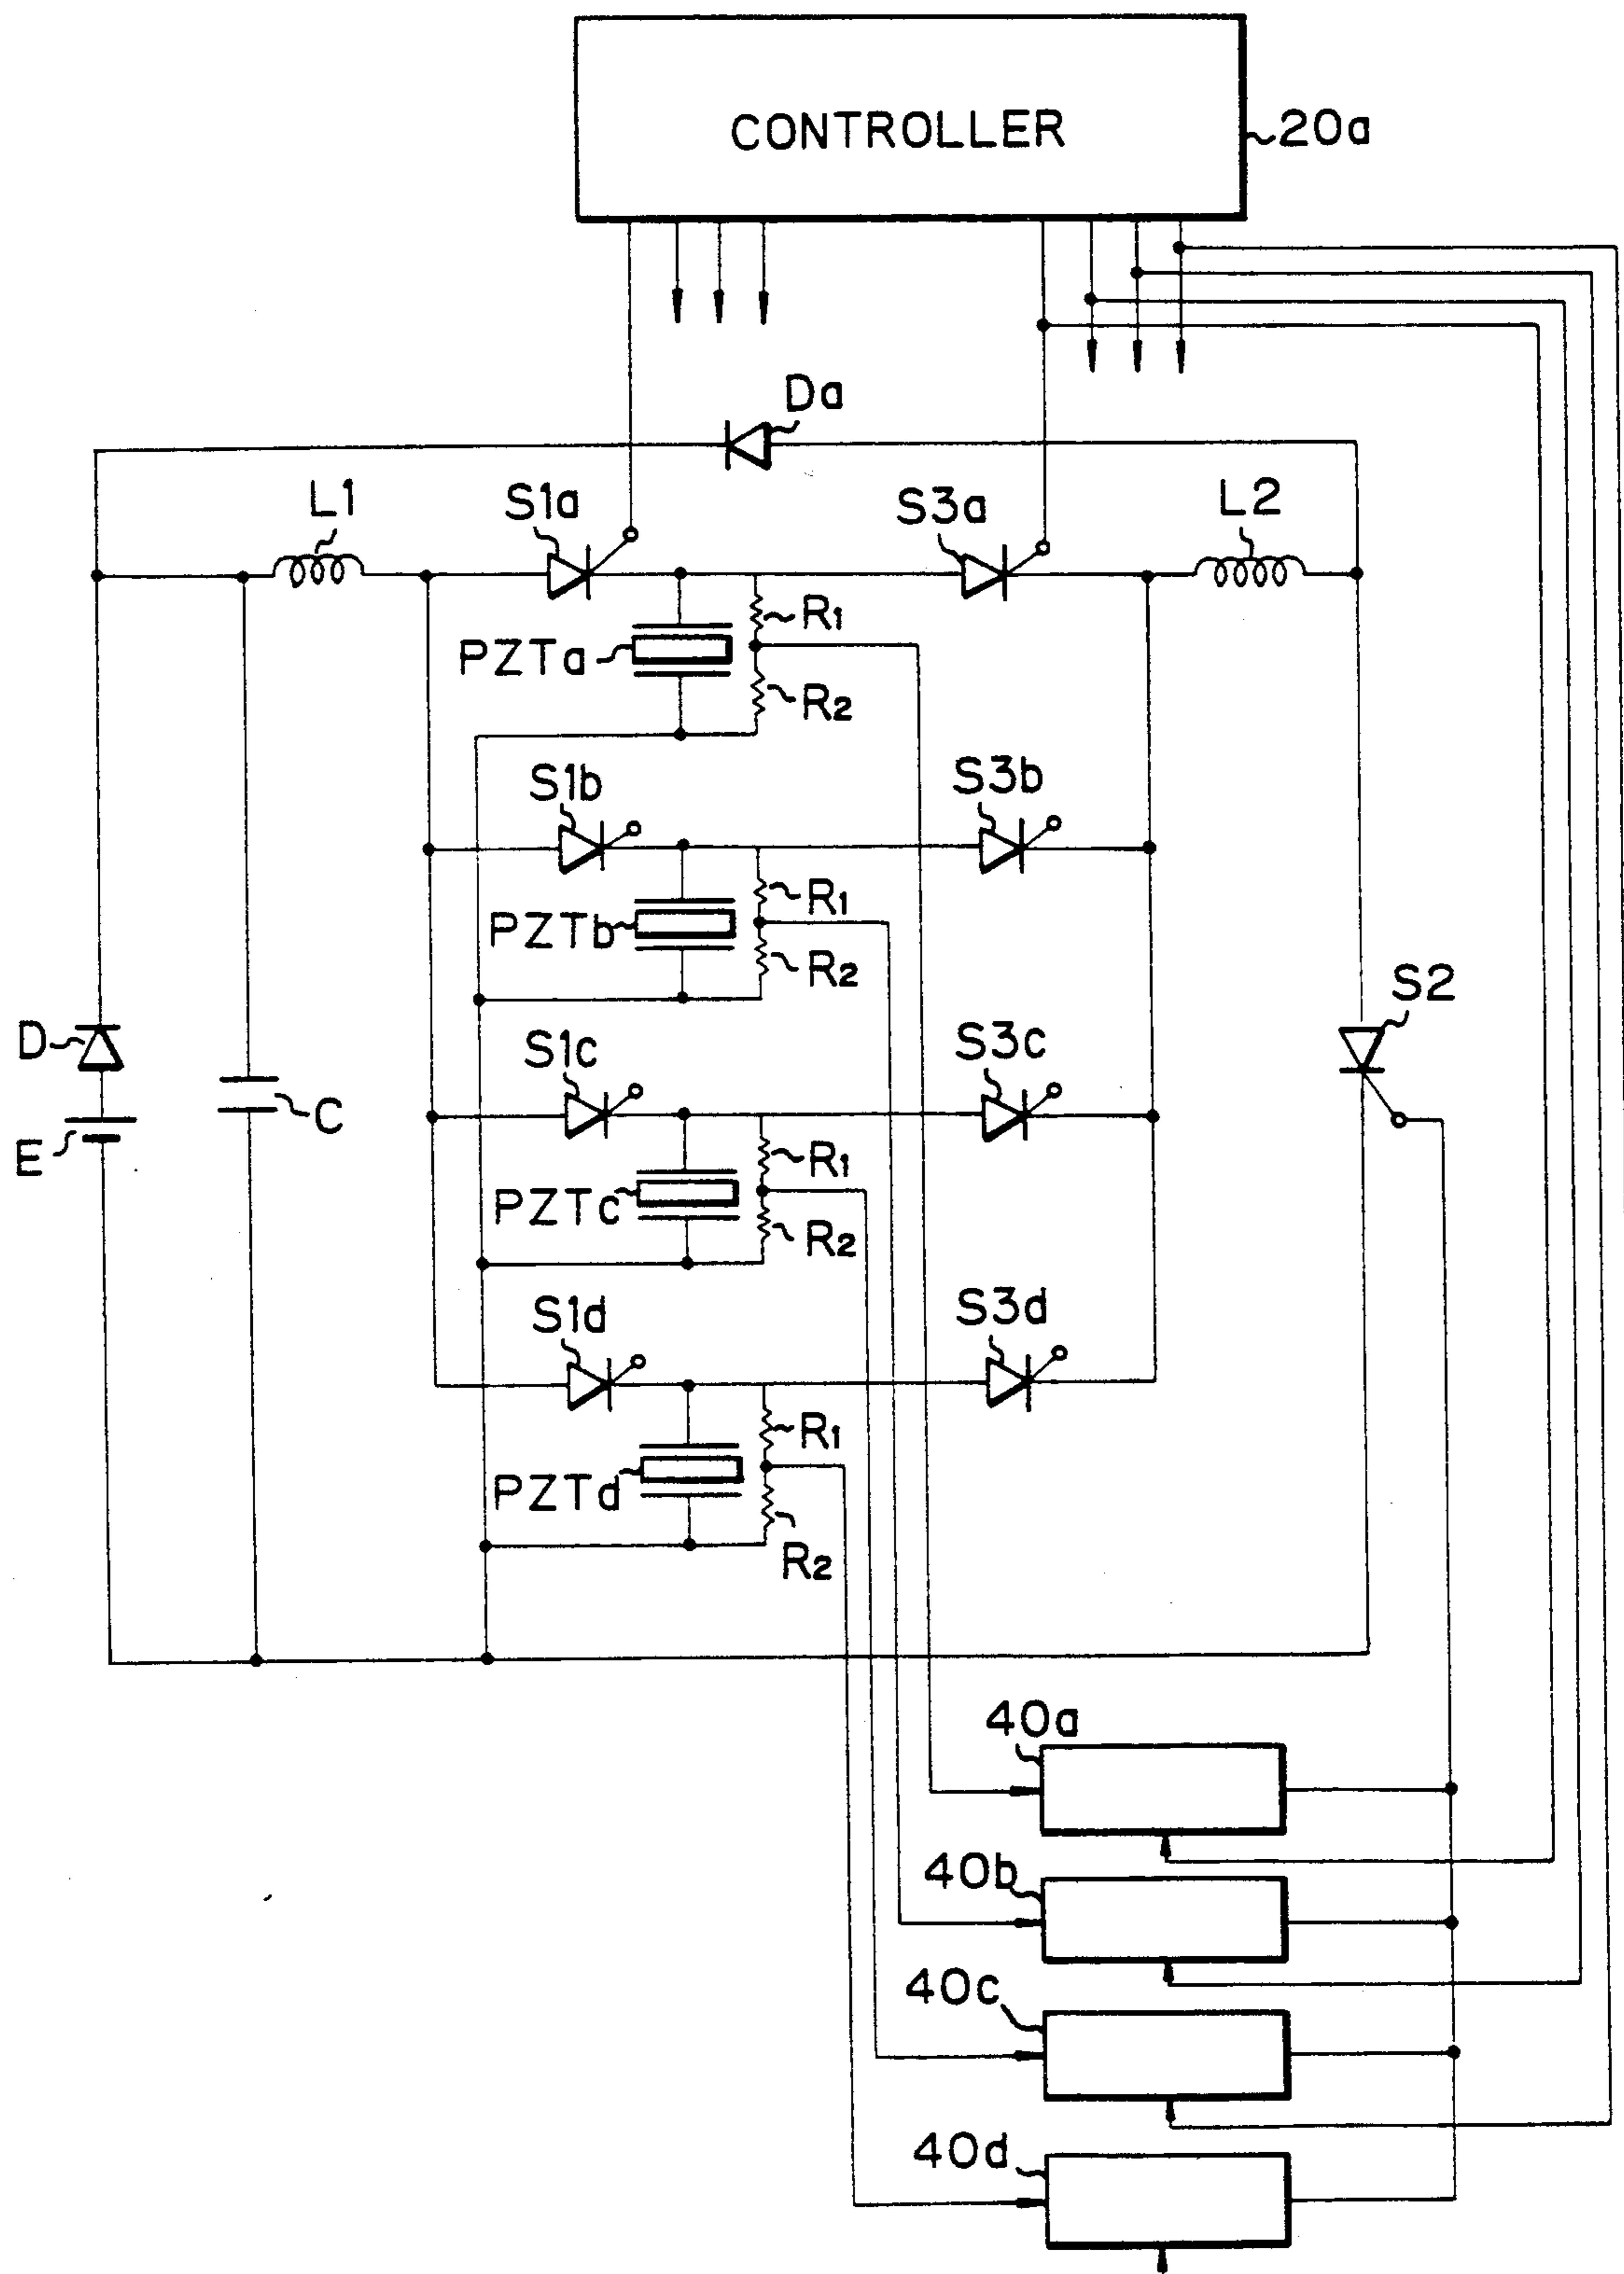 CONTROLLER
20a
Da
L1
S1a
S3a
L2
R1
PZTa
R2
S1b
S3b
R1
PZTb
R2
S2
D
S1c
S3c
C
E
R1
PZTc
R2
S1d
S3d
R1
PZTd
R2
40a
40b
40c
40d